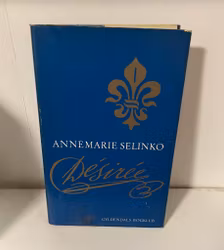 ANNEMARIE SELINKO
Désirée
GYLDENDALS BOGKLUB